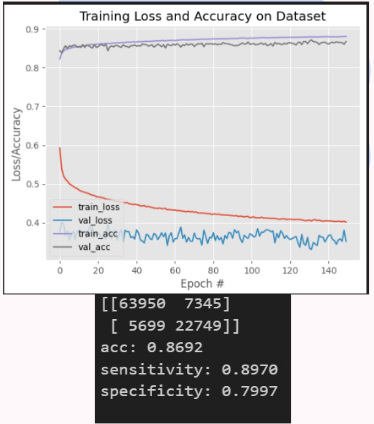 Training Loss and Accuracy on Dataset
0.9
0.8
0.7
0.6
0.5
0.4
Loss/Accuracy
train_loss
val_loss
train_acc
val_acc
0 20 40 60 80 100 120 140
Epoch #
[[63950 7345]
[ 5699 22749]]
acc: 0.8692
sensitivity: 0.8970
specificity: 0.7997